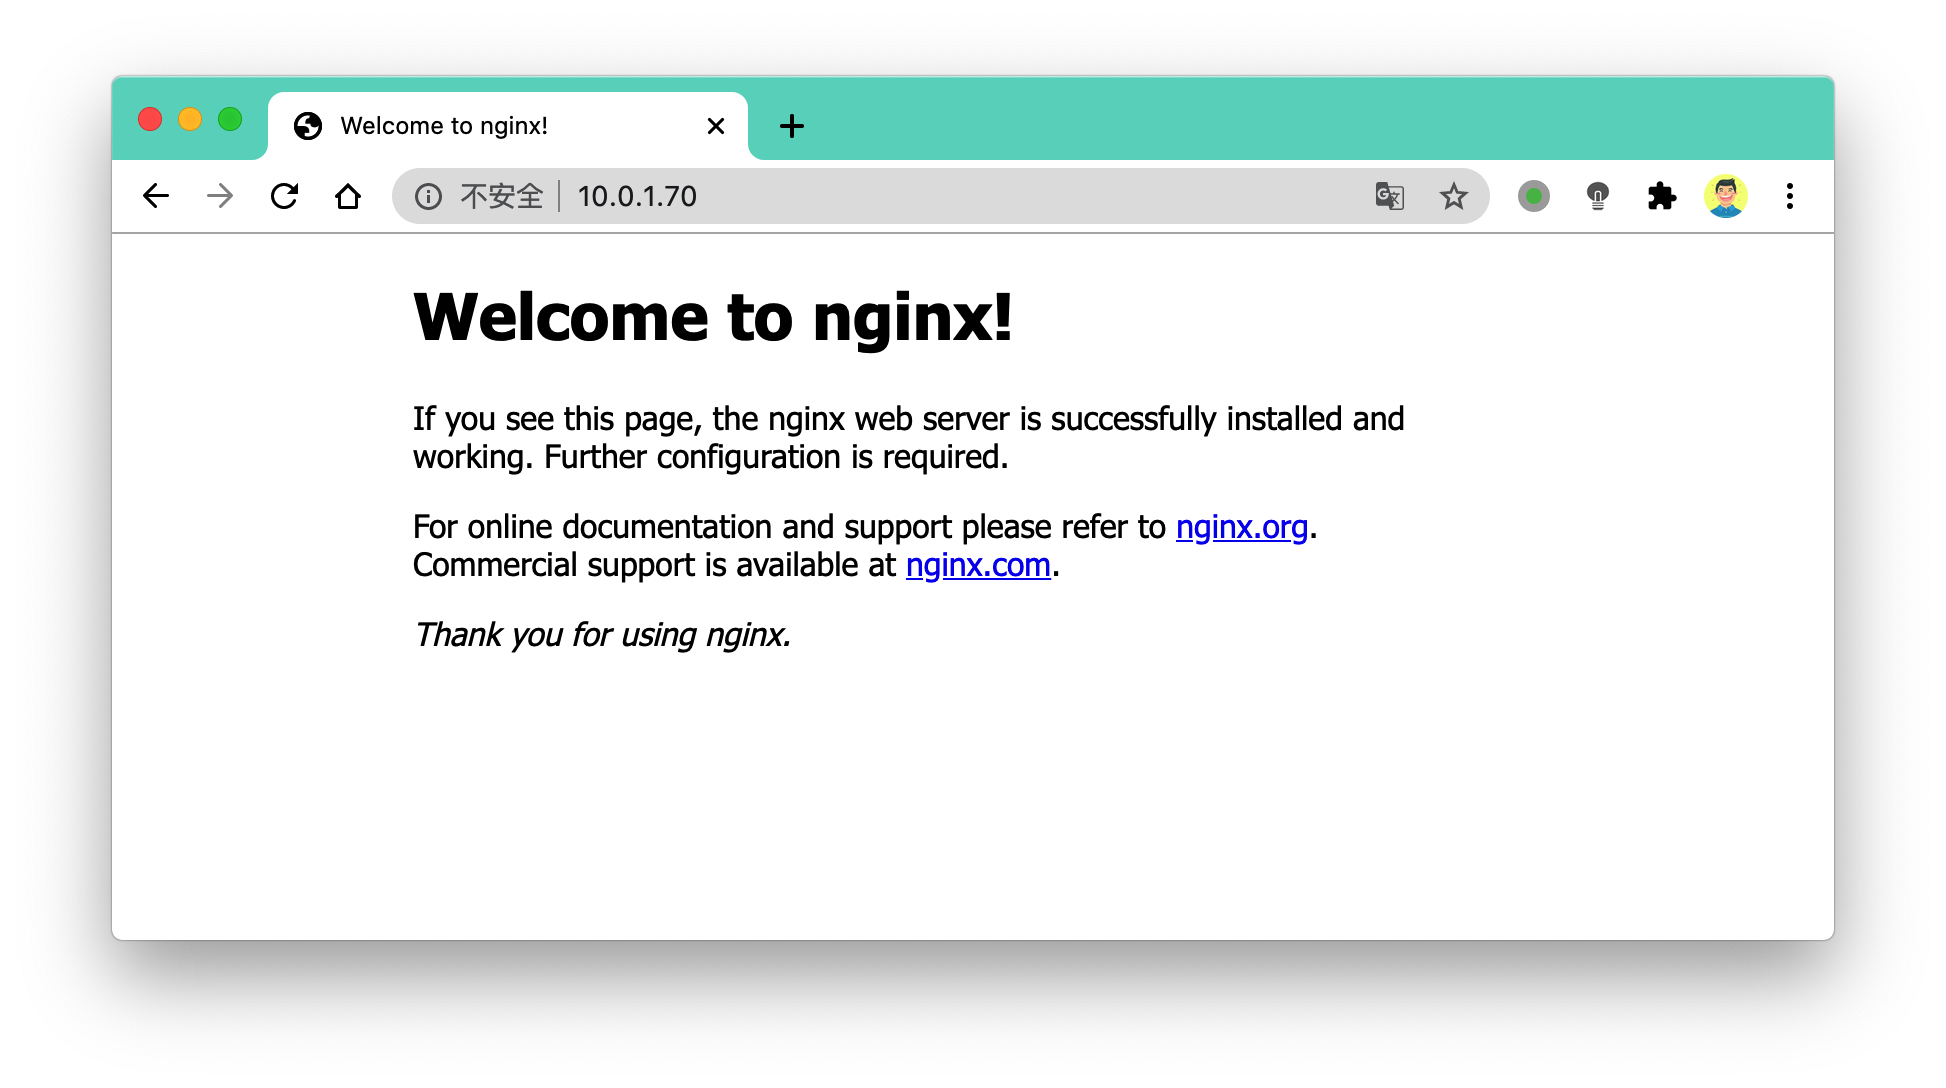 Welcome to nginx!
不安全 10.0.1.70
Welcome to nginx!
If you see this page, the nginx web server is successfully installed and
working. Further configuration is required.
For online documentation and support please refer to nginx.org.
Commercial support is available at nginx.com.
Thank you for using nginx.